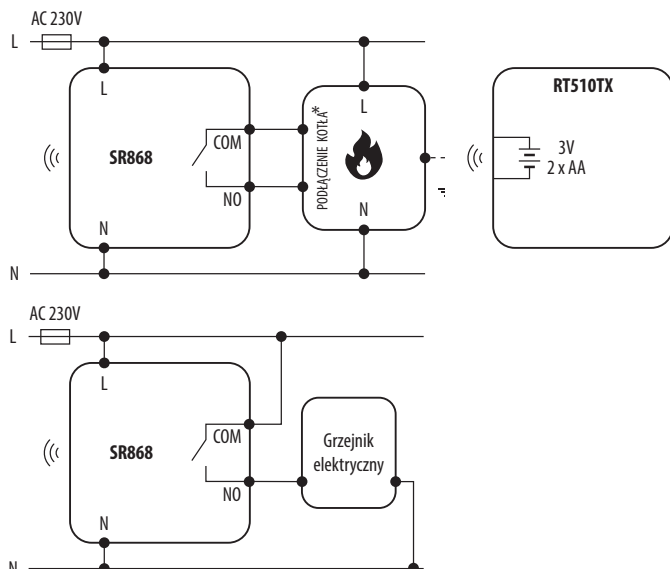 AC 230V
L
L
SR868
COM
NO
N
N
PODŁĄCZENIE KOTŁA*
L
N
RT510TX
3V
2 x AA
AC 230V
L
L
SR868
COM
NO
N
N
Grzejnik
elektryczny